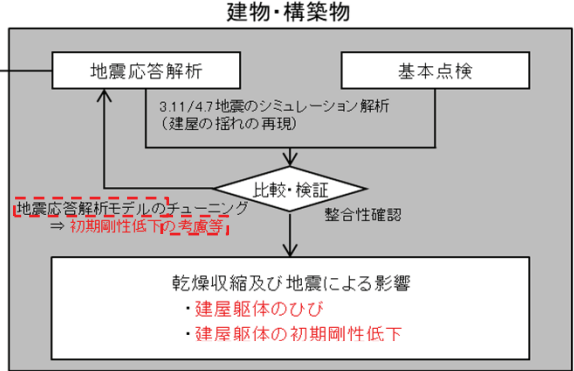 建物・構築物
地震応答解析
基本点検
3.11/4.7地震のシミュレーション解析
（建屋の揺れの再現）
比較・検証
地震応答解析モデルのチューニング
⇒ 初期剛性低下の考慮等
整合性確認
乾燥収縮及び地震による影響
・建屋躯体のひび
・建屋躯体の初期剛性低下